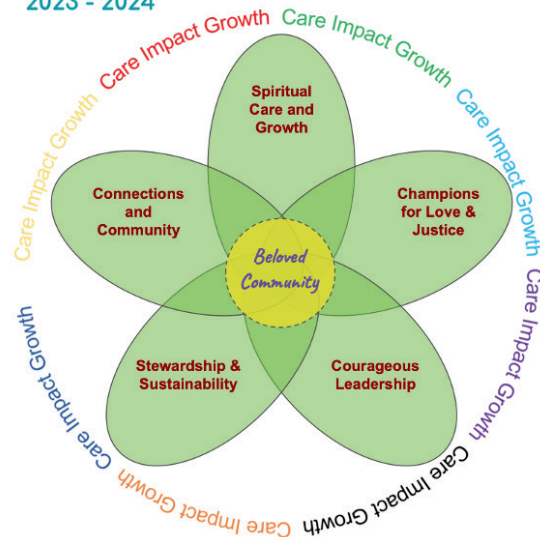 2023 - 2024
Care Impact Growth
Care Impact Growth
Care Impact Growth
Care Impact Growth
Care Impact Growth
Care Impact Growth
Care Impact Growth
Care Impact Growth
Spiritual
Care and
Growth
Connections
and
Community
Champions
for Love &
Justice
Beloved
Community
Stewardship &
Sustainability
Courageous
Leadership